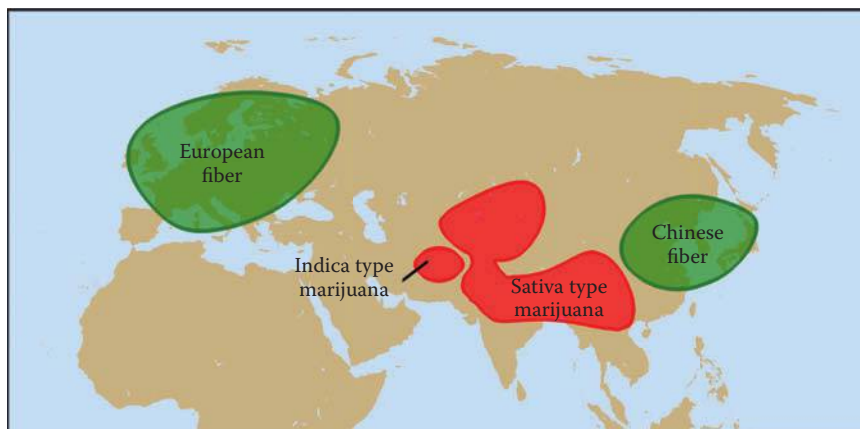 European
fiber
Chinese
fiber
Indica type
marijuana
Sativa type
marijuana